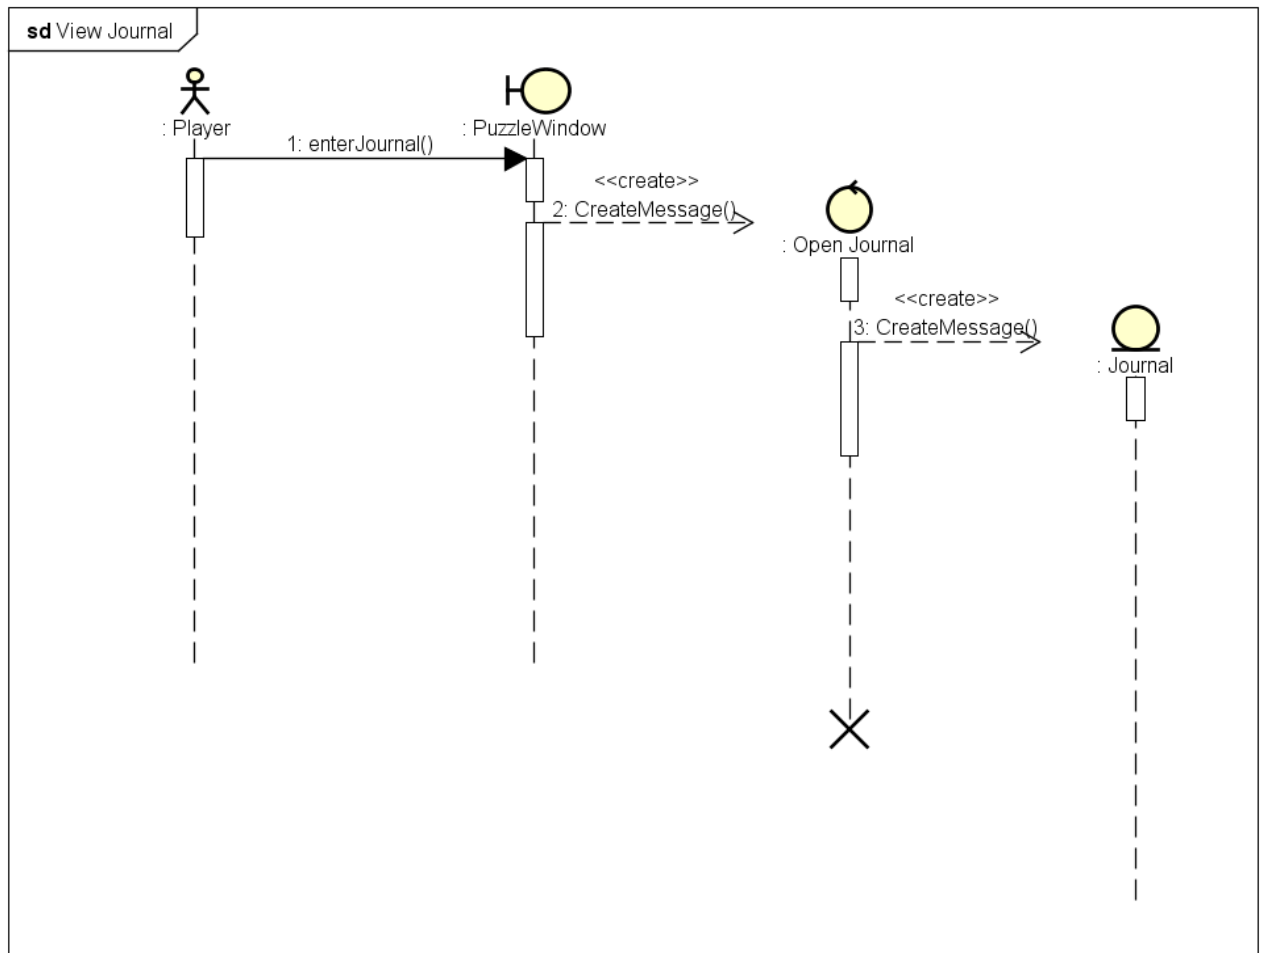 sd View Journal
: Player
: PuzzleWindow
1: enterJournal()
<<create>>
2: CreateMessage()
: Open Journal
<<create>>
3: CreateMessage()
: Journal